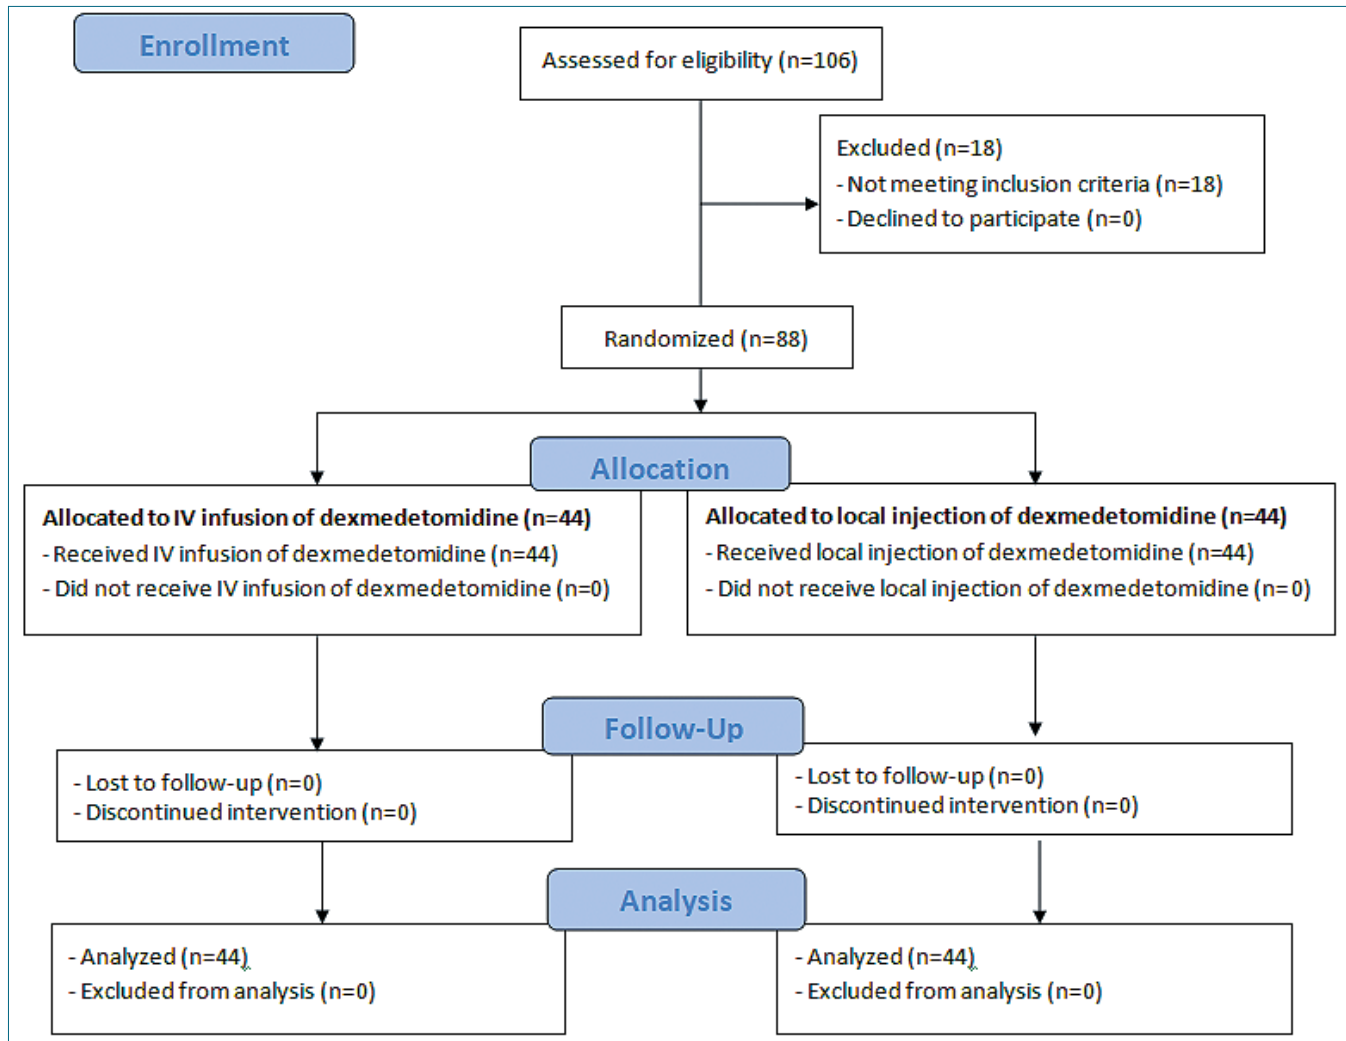 Enrollment
Assessed for eligibility (n=106)
Excluded (n=18)
- Not meeting inclusion criteria (n=18)
- Declined to participate (n=0)
Randomized (n=88)
Allocation
Allocated to IV infusion of dexmedetomidine (n=44)
- Received IV infusion of dexmedetomidine (n=44)
- Did not receive IV infusion of dexmedetomidine (n=0)
Allocated to local injection of dexmedetomidine (n=44)
- Received local injection of dexmedetomidine (n=44)
- Did not receive local injection of dexmedetomidine (n=0)
Follow-Up
- Lost to follow-up (n=0)
- Discontinued intervention (n=0)
- Lost to follow-up (n=0)
- Discontinued intervention (n=0)
Analysis
- Analyzed (n=44)
- Excluded from analysis (n=0)
- Analyzed (n=44)
- Excluded from analysis (n=0)